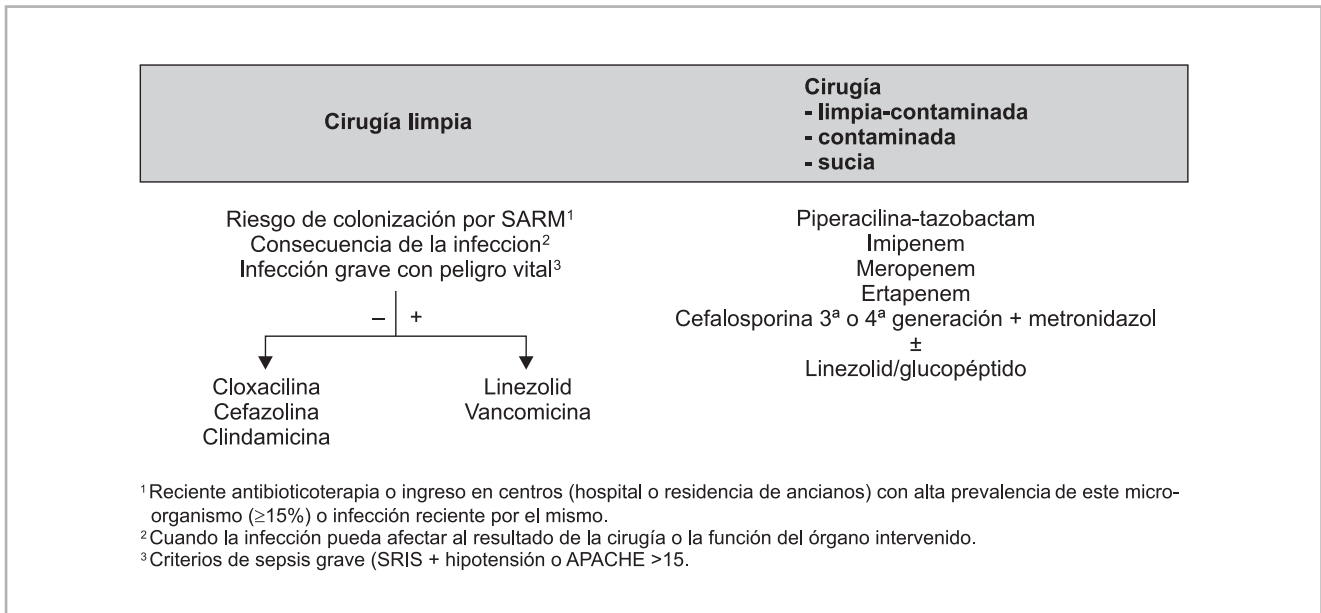 Cirugía limpia
Cirugía
- limpia-contaminada
- contaminada
- sucia
Riesgo de colonización por SARM¹
Consecuencia de la infeccion²
Infección grave con peligro vital³
– +
Cloxacilina
Cefazolina
Clindamicina
Linezolid
Vancomicina
Piperacilina-tazobactam
Imipenem
Meropenem
Ertapenem
Cefalosporina 3ª o 4ª generación + metronidazol
±
Linezolid/glucopéptido
¹ Reciente antibioticoterapia o ingreso en centros (hospital o residencia de ancianos) con alta prevalencia de este micro-
organismo (≥15%) o infección reciente por el mismo.
² Cuando la infección pueda afectar al resultado de la cirugía o la función del órgano intervenido.
³ Criterios de sepsis grave (SRIS + hipotensión o APACHE >15.